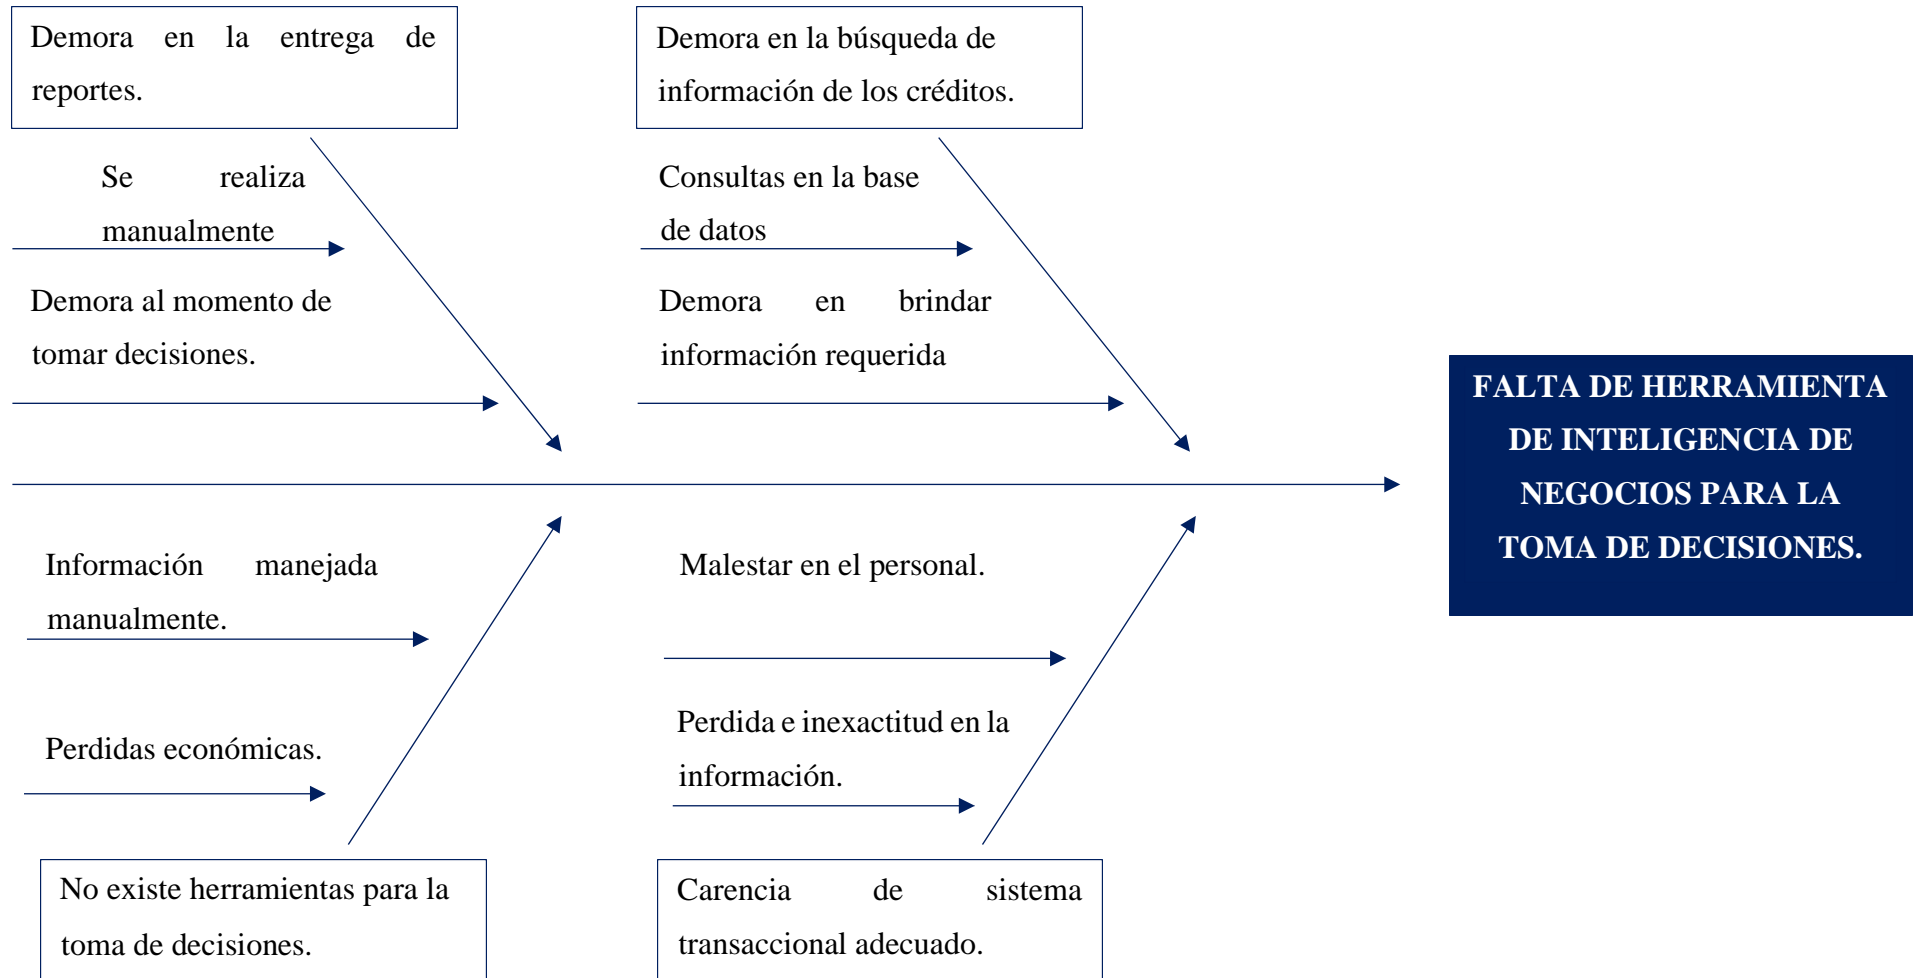 Demora en la entrega de
reportes.
Demora en la búsqueda de
información de los créditos.
Se realiza
manualmente
Consultas en la base
de datos
Demora al momento de
tomar decisiones.
Demora en brindar
información requerida
FALTA DE HERRAMIENTA
DE INTELIGENCIA DE
NEGOCIOS PARA LA
TOMA DE DECISIONES.
Información manejada
manualmente.
Malestar en el personal.
Perdidas económicas.
Perdida e inexactitud en la
información.
No existe herramientas para la
toma de decisiones.
Carencia de sistema
transaccional adecuado.